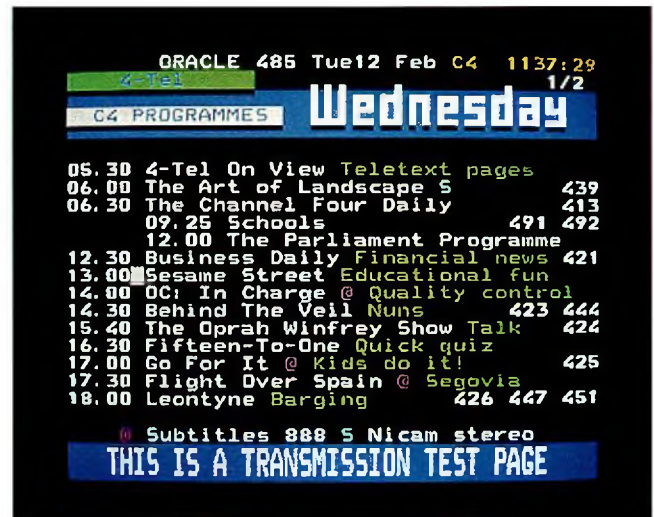 ORACLE 485 Tue12 Feb C4 1137:29
4-Tel 1/2
C4 PROGRAMMES Wednesday
05.30 4-Tel On View Teletext pages
06.00 The Art of Landscape S 439
06.30 The Channel Four Daily 413
09.25 Schools 491 492
12.00 The Parliament Programme
12.30 Business Daily Financial news 421
13.00 Sesame Street Educational fun
14.00 OC: In Charge @ Quality control
14.30 Behind The Veil Nuns 423 444
15.40 The Oprah Winfrey Show Talk 424
16.30 Fifteen-To-One Quick quiz
17.00 Go For It @ Kids do it! 425
17.30 Flight Over Spain @ Segovia
18.00 Leontyne Barging 426 447 451
@ Subtitles 888 S Nicam stereo
THIS IS A TRANSMISSION TEST PAGE